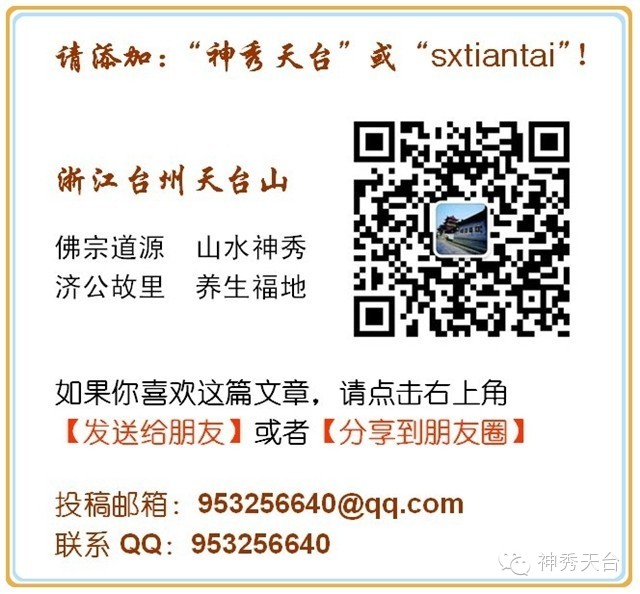 请添加：“神秀天台”或“sxtiantai”！
浙江台州天台山
佛宗道源 山水神秀
济公故里 养生福地
如果你喜欢这篇文章，请点击右上角
【发送给朋友】或者【分享到朋友圈】
投稿邮箱：953256640@qq.com
联系 QQ：953256640
神秀天台